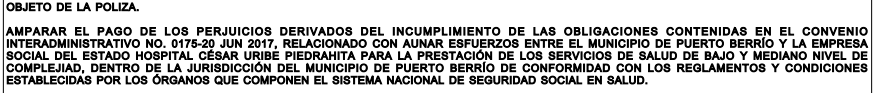 OBJETO DE LA POLIZA.
AMPARAR EL PAGO DE LOS PERJUICIOS DERIVADOS DEL INCUMPLIMIENTO DE LAS OBLIGACIONES CONTENIDAS EN EL CONVENIO
INTERADMINISTRATIVO NO. 0175-20 JUN 2017, RELACIONADO CON AUNAR ESFUERZOS ENTRE EL MUNICIPIO DE PUERTO BERRÍO Y LA EMPRESA
SOCIAL DEL ESTADO HOSPITAL CÉSAR URIBE PIEDRAHITA PARA LA PRESTACIÓN DE LOS SERVICIOS DE SALUD DE BAJO Y MEDIANO NIVEL DE
COMPLEJIAD, DENTRO DE LA JURISDICCIÓN DEL MUNICIPIO DE PUERTO BERRÍO DE CONFORMIDAD CON LOS REGLAMENTOS Y CONDICIONES
ESTABLECIDAS POR LOS ÓRGANOS QUE COMPONEN EL SISTEMA NACIONAL DE SEGURIDAD SOCIAL EN SALUD.